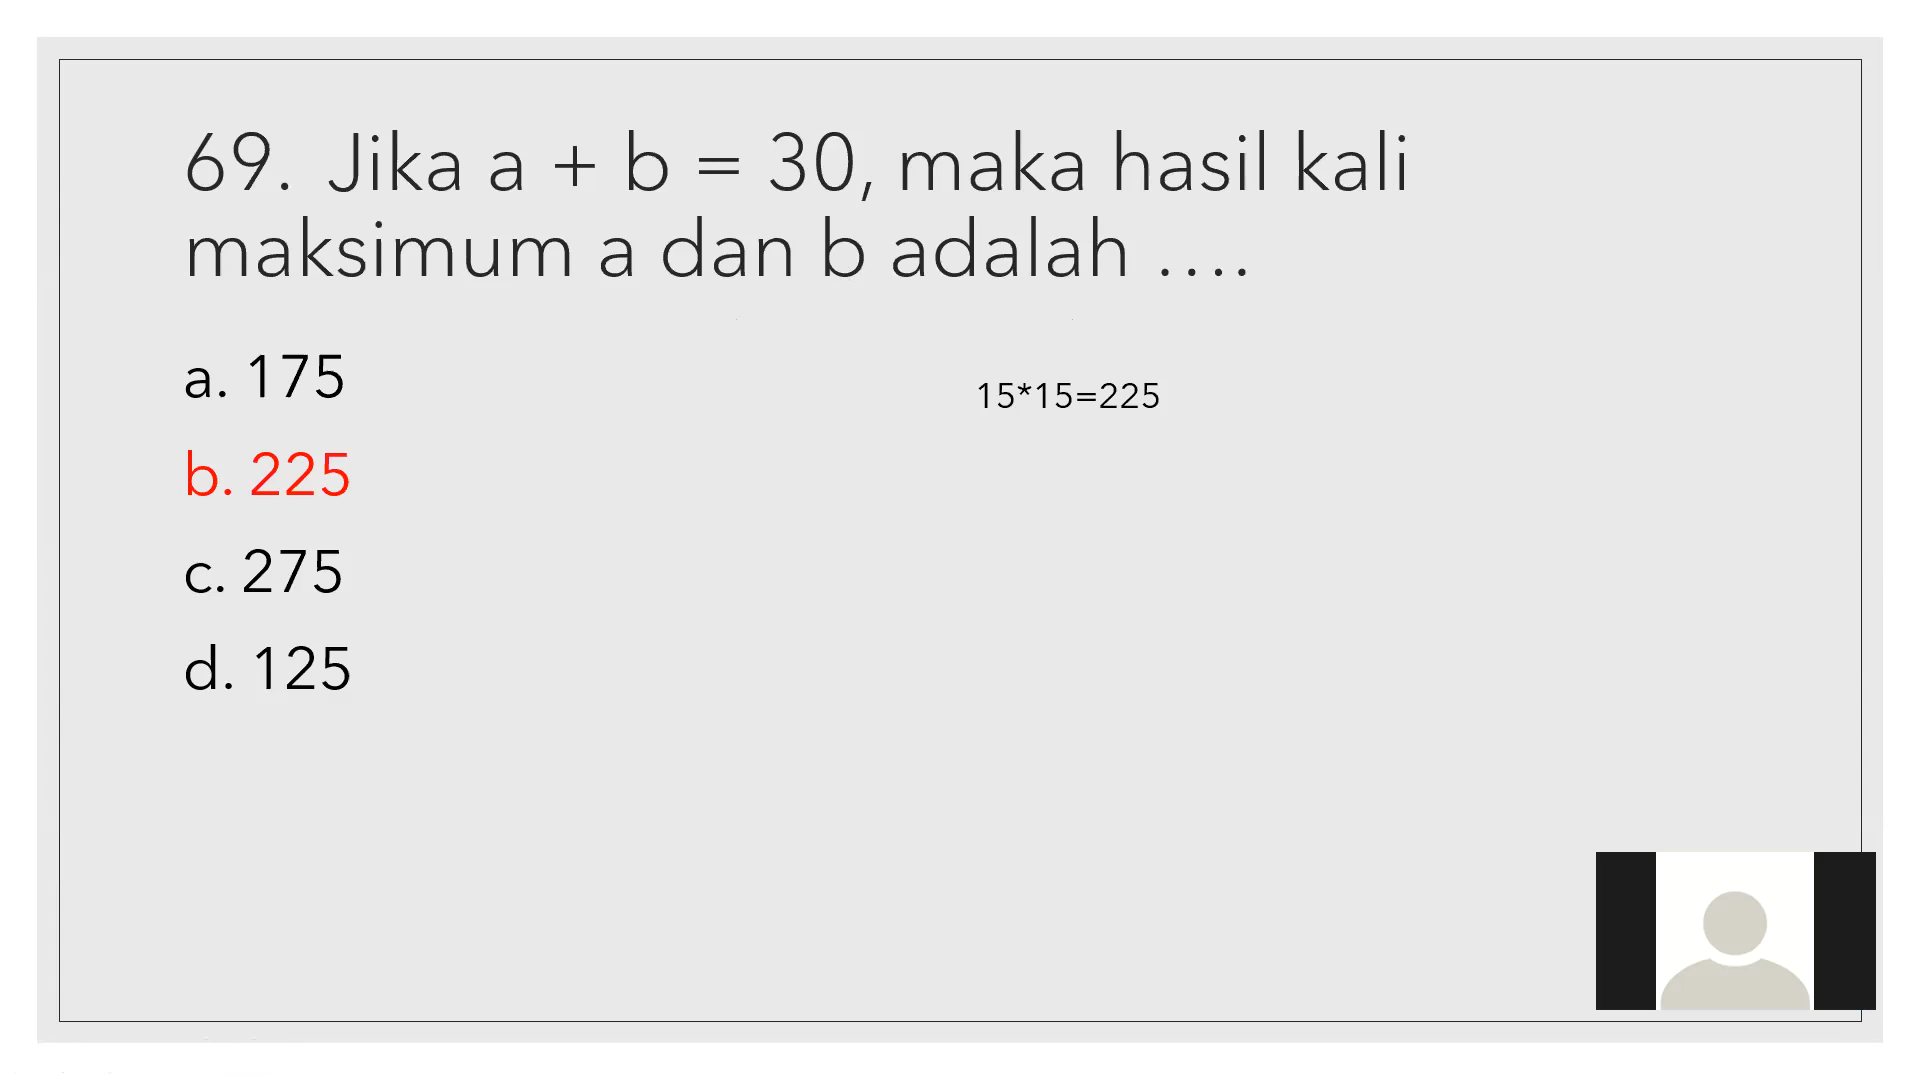 69. Jika a + b = 30, maka hasil kali
maksimum a dan b adalah ....
a. 175
15*15=225
b. 225
c. 275
d. 125